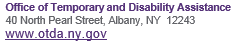 Office of Temporary and Disability Assistance
40 North Pearl Street, Albany, NY  12243
www.otda.ny.gov